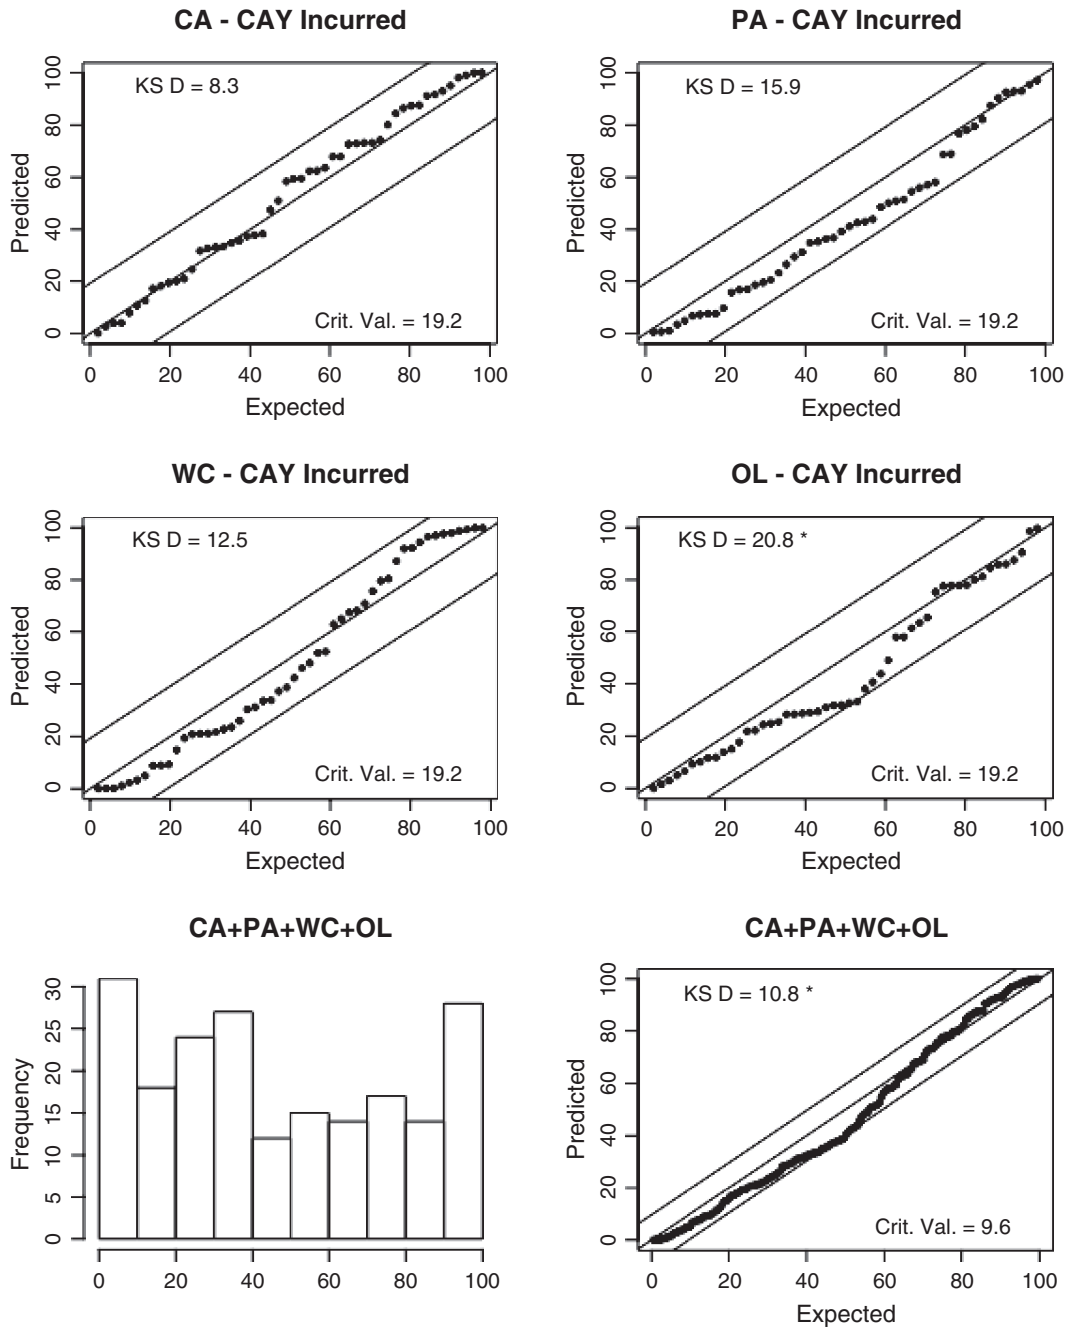 CA - CAY Incurred
KS D = 8.3
Crit. Val. = 19.2
Predicted
0 20 40 60 80 100
0 20 40 60 80 100
Expected
PA - CAY Incurred
KS D = 15.9
Crit. Val. = 19.2
Predicted
0 20 40 60 80 100
0 20 40 60 80 100
Expected
WC - CAY Incurred
KS D = 12.5
Crit. Val. = 19.2
Predicted
0 20 40 60 80 100
0 20 40 60 80 100
Expected
OL - CAY Incurred
KS D = 20.8 *
Crit. Val. = 19.2
Predicted
0 20 40 60 80 100
0 20 40 60 80 100
Expected
CA+PA+WC+OL
Frequency
0 5 10 15 20 25 30
0 20 40 60 80 100
CA+PA+WC+OL
KS D = 10.8 *
Crit. Val. = 9.6
Predicted
0 20 40 60 80 100
0 20 40 60 80 100
Expected